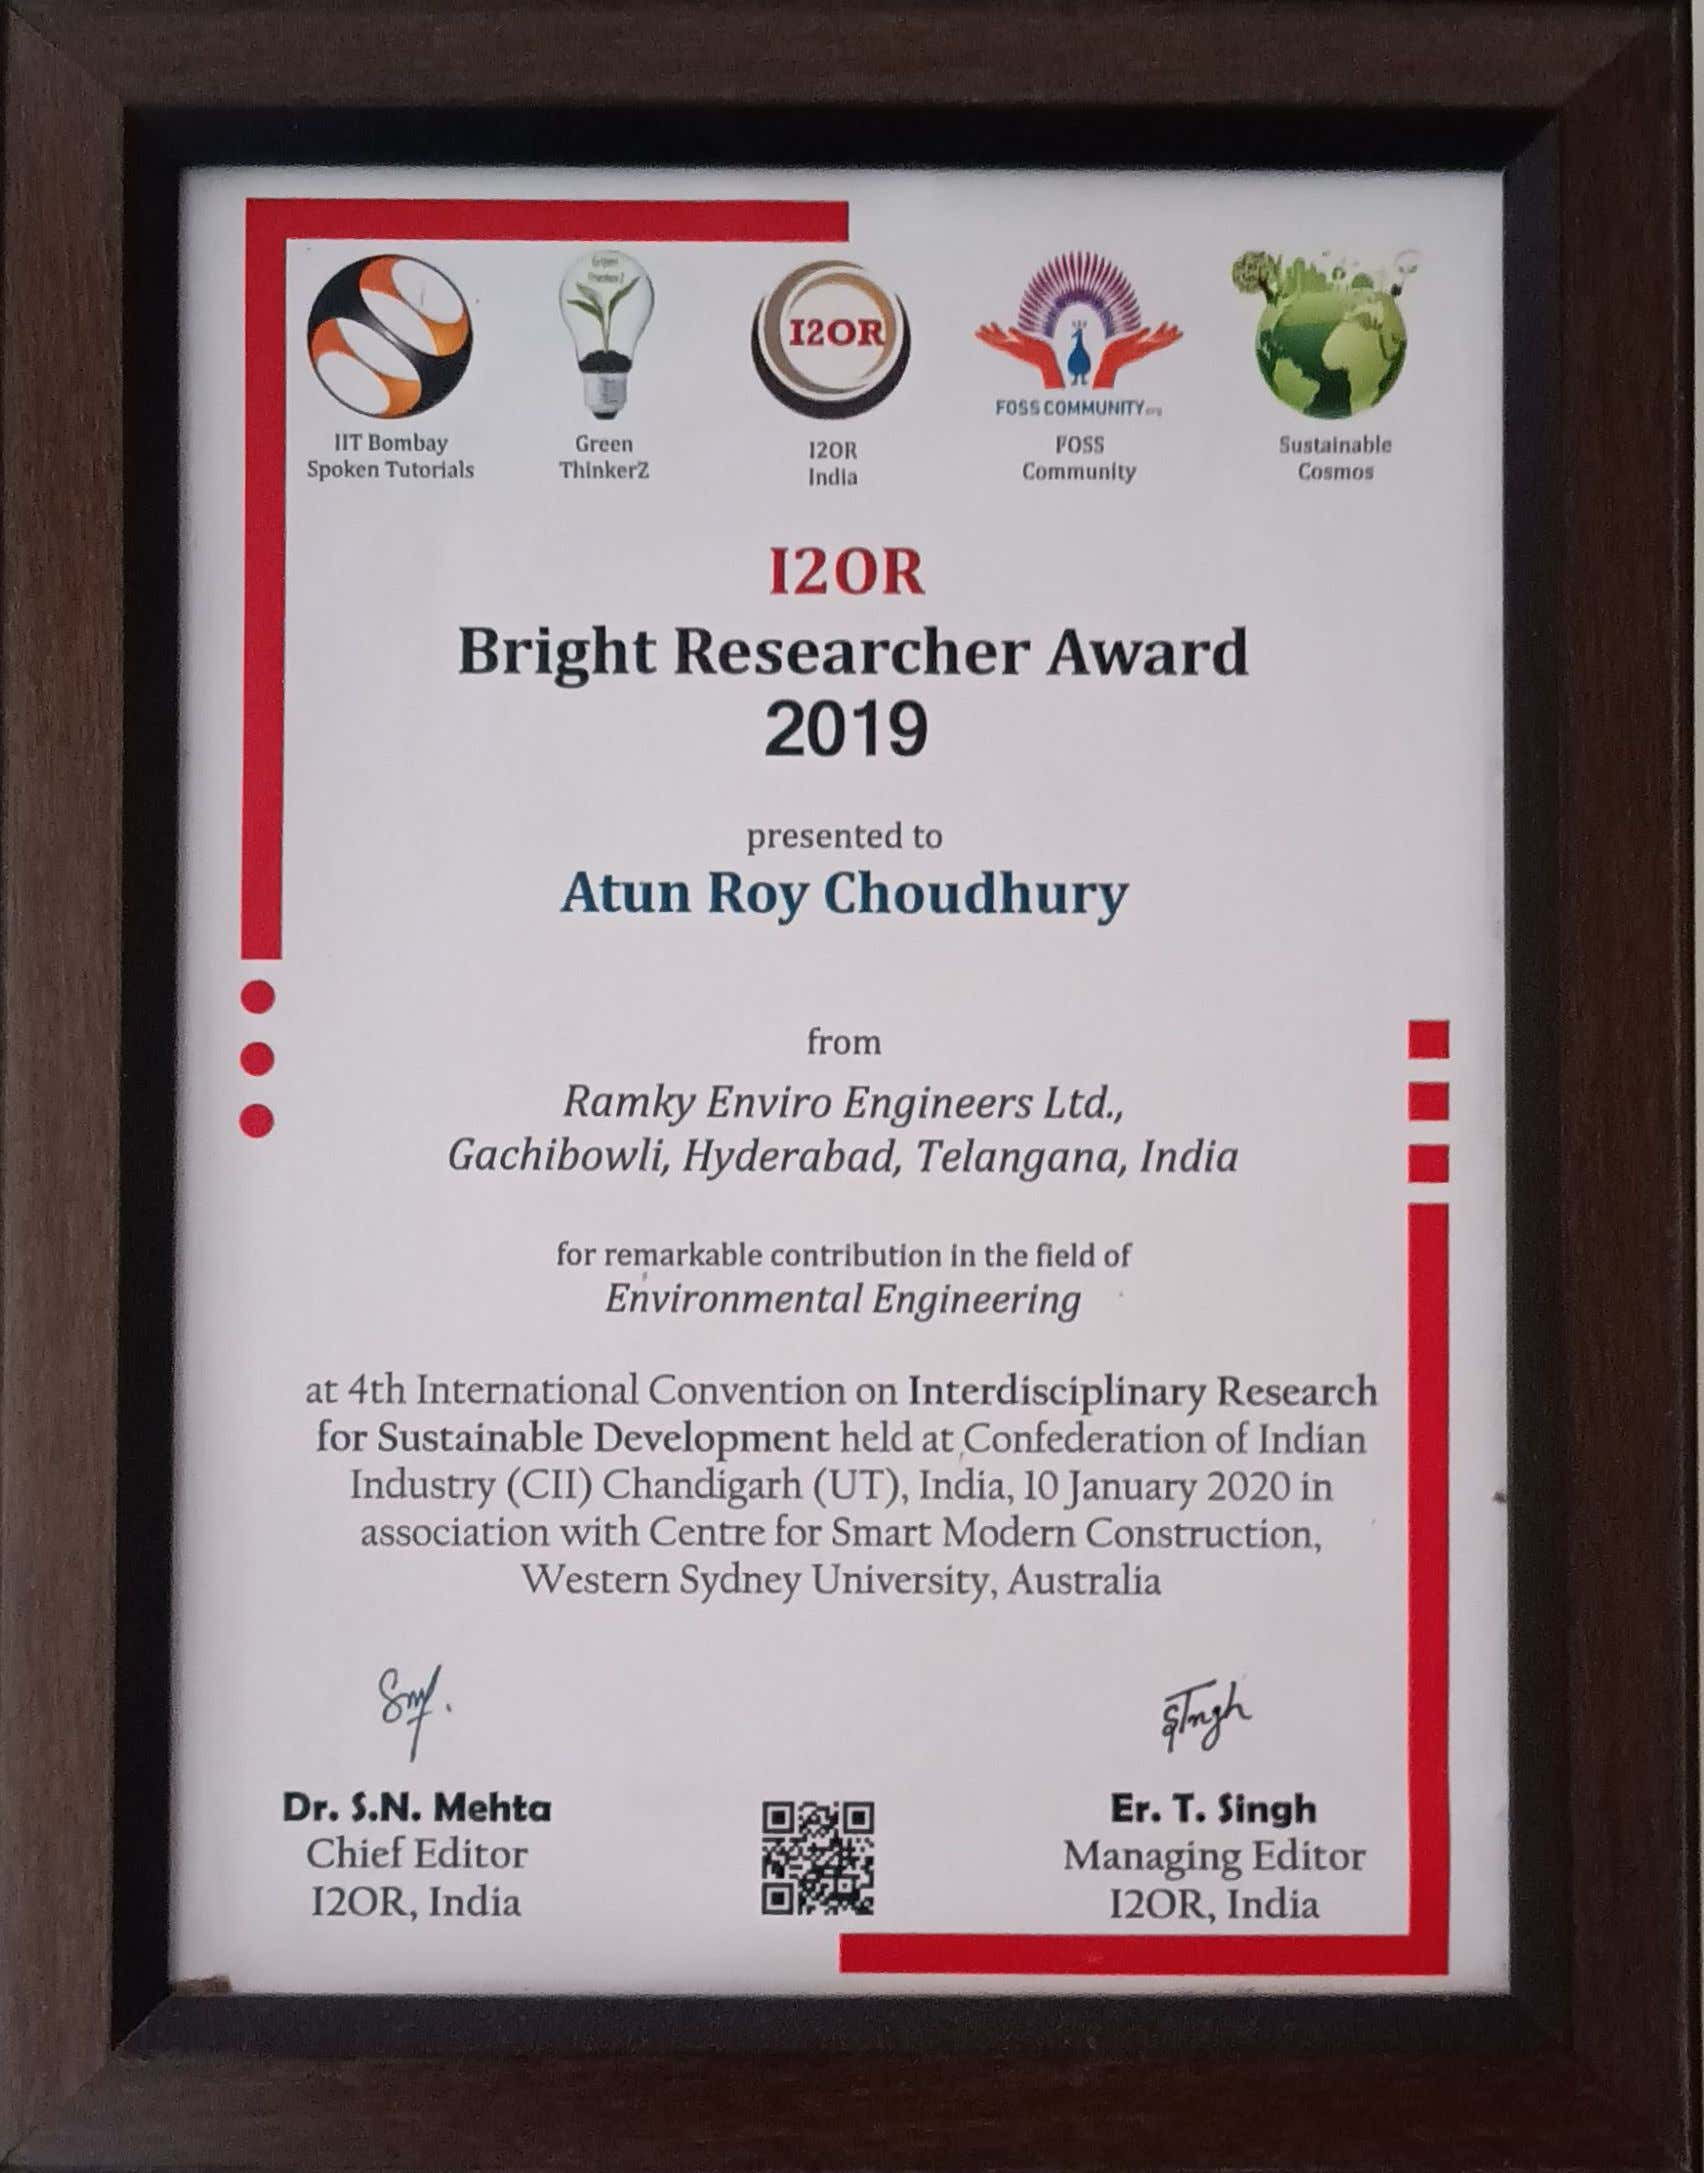 Green
ThinkerZ
I2OR
FOSS COMMUNITY.org
IIT Bombay
Spoken Tutorials
Green
ThinkerZ
I2OR
India
FOSS
Community
Sustainable
Cosmos
I2OR
Bright Researcher Award
2019
presented to
Atun Roy Choudhury
from
Ramky Enviro Engineers Ltd.,
Gachibowli, Hyderabad, Telangana, India
for remarkable contribution in the field of
Environmental Engineering
at 4th International Convention on Interdisciplinary Research
for Sustainable Development held at Confederation of Indian
Industry (CII) Chandigarh (UT), India, 10 January 2020 in
association with Centre for Smart Modern Construction,
Western Sydney University, Australia
Dr. S.N. Mehta
Chief Editor
I2OR, India
Er. T. Singh
Managing Editor
I2OR, India